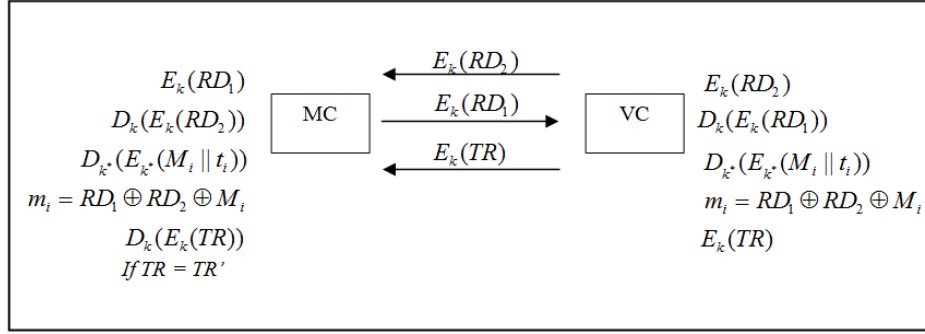 E_k(RD_1)
D_k(E_k(RD_2))
D_k*(E_k*(M_i || t_i))
m_i = RD_1 ⊕ RD_2 ⊕ M_i
D_k(E_k(TR))
If TR = TR’
MC
E_k(RD_2)
E_k(RD_1)
E_k(TR)
VC
E_k(RD_2)
D_k(E_k(RD_1))
D_k*(E_k*(M_i || t_i))
m_i = RD_1 ⊕ RD_2 ⊕ M_i
E_k(TR)